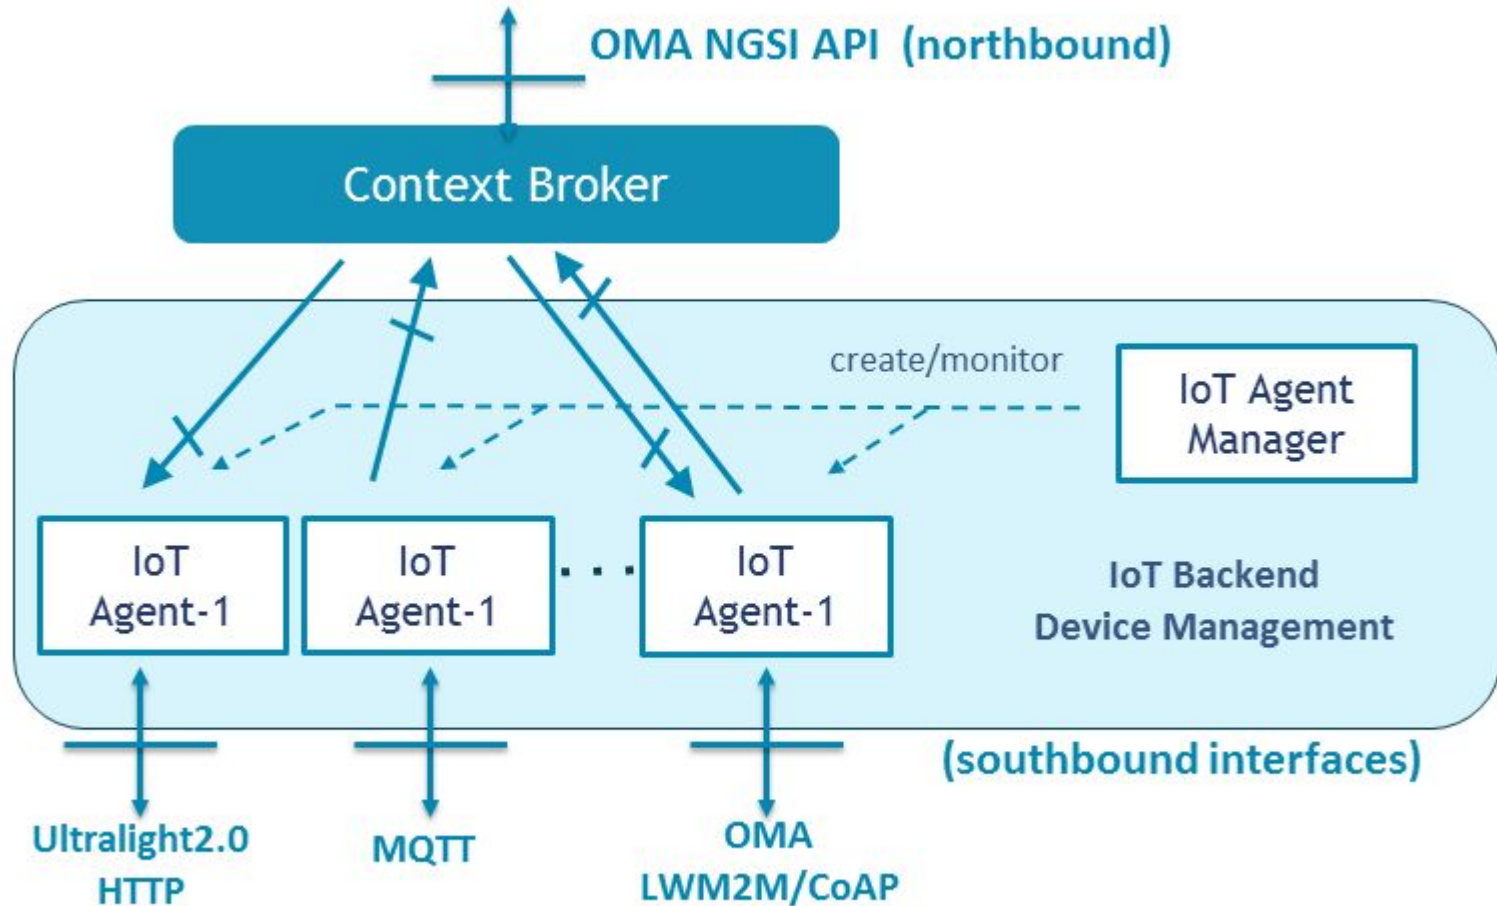 OMA NGSI API (northbound)
Context Broker
create/monitor
IoT Agent
Manager
IoT
Agent-1
IoT
Agent-1
. . . .
IoT
Agent-1
IoT Backend
Device Management
(southbound interfaces)
Ultralight2.0
HTTP
MQTT
OMA
LWM2M/CoAP